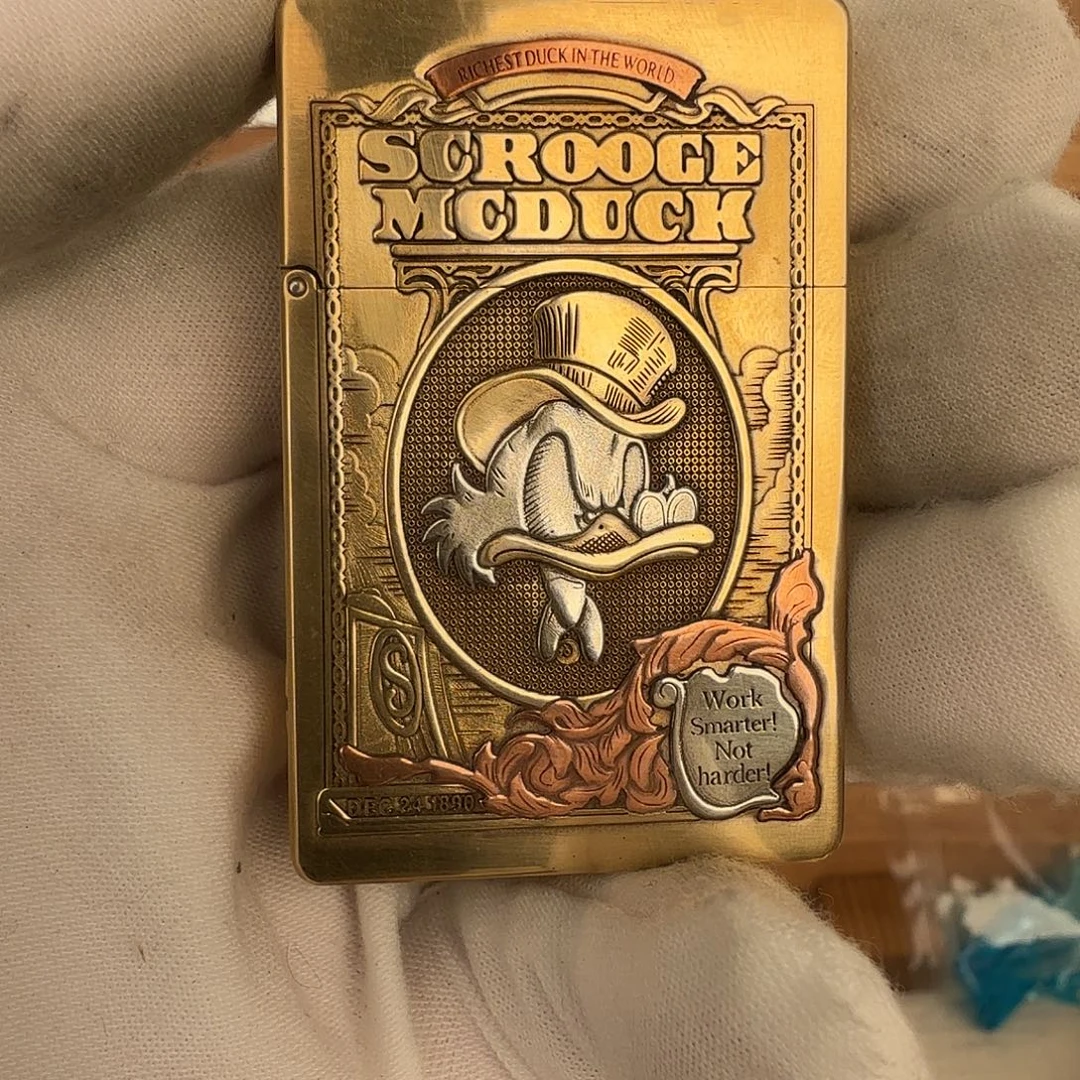 RICHEST DUCK IN THE WORLD
SCROOGE
MCDUCK
$
Work
Smarter!
Not
harder!
DEC 24 1890